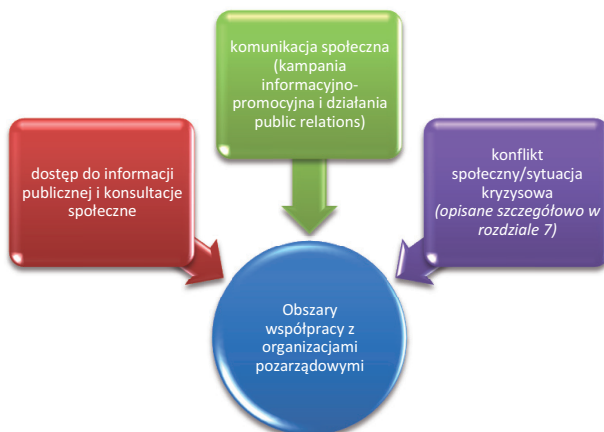 komunikacja społeczna
(kampania
informacyjno-
promocyjna i działania
public relations)
dostęp do informacji
publicznej i konsultacje
społeczne
konflikt
społeczny/sytuacja
kryzysowa
(opisane szczegółowo w
rozdziale 7)
Obszary
współpracy z
organizacjami
pozarządowymi